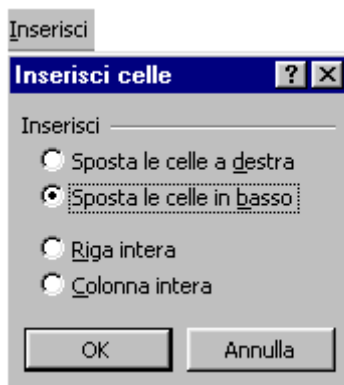 Inserisci
Inserisci celle
Inserisci
Sposta le celle a destra
Sposta le celle in basso
Riga intera
Colonna intera
OK Annulla